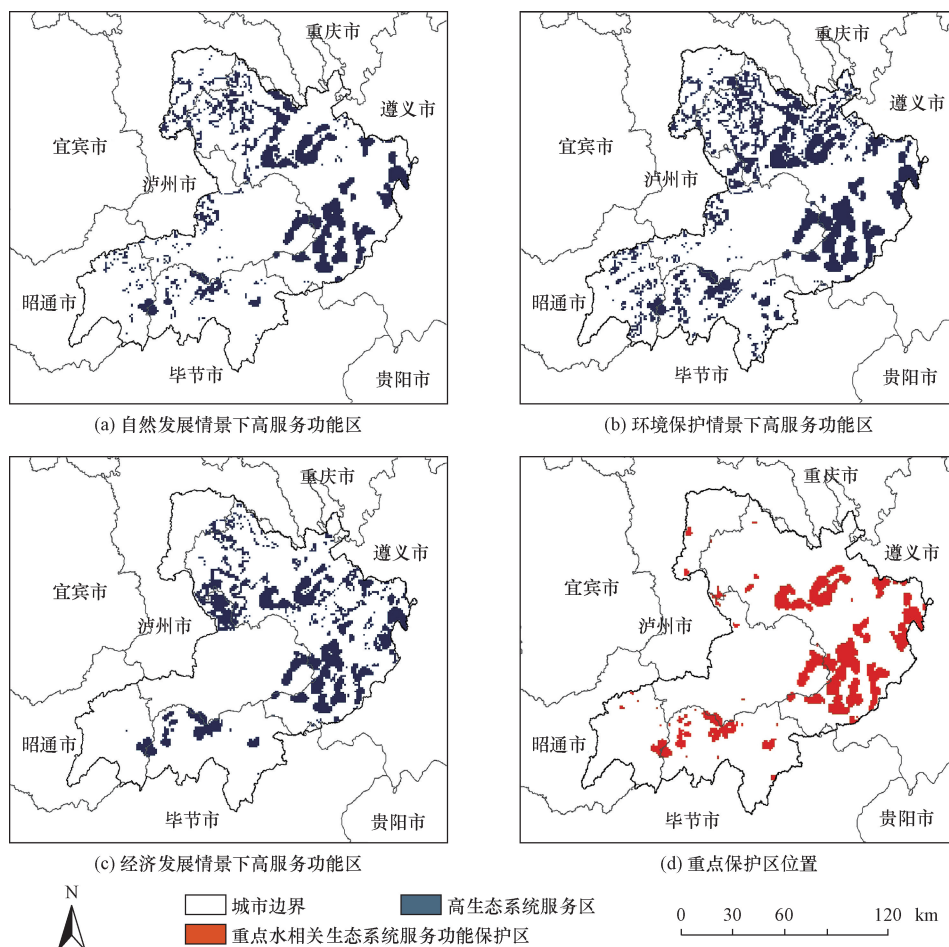 重庆市
遵义市
宜宾市
泸州市
昭通市
毕节市
贵阳市
(a) 自然发展情景下高服务功能区
重庆市
遵义市
宜宾市
泸州市
昭通市
毕节市
贵阳市
(b) 环境保护情景下高服务功能区
重庆市
遵义市
宜宾市
泸州市
昭通市
毕节市
贵阳市
(c) 经济发展情景下高服务功能区
重庆市
遵义市
宜宾市
泸州市
昭通市
毕节市
贵阳市
(d) 重点保护区位置
N
城市边界
高生态系统服务区
重点水相关生态系统服务功能保护区
0 30 60 120 km